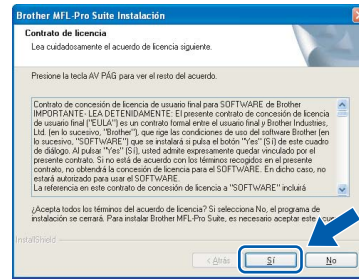 Brother MFL-Pro Suite Instalación
Contrato de licencia
Lea cuidadosamente el acuerdo de licencia siguiente.
Presione la tecla AV PÁG para ver el resto del acuerdo.
Contrato de concesión de licencia de usuario final para SOFTWARE de Brother
IMPORTANTE- LEA DETENIDAMENTE: El presente contrato de licencia de concesión
de usuario final ("EULA") es un contrato formal entre el usuario final y Brother Industries,
Ltd. (en lo sucesivo, "Brother"), que rige las condiciones de uso del software Brother (en
lo sucesivo, "SOFTWARE") que se instalará si pulsa el botón "Yes" (Sí) de este cuadro
de diálogo. Al pulsar "Yes" (Sí), usted admite expresamente quedar vinculado por el
presente contrato. Si no está de acuerdo con los términos recogidos en el presente
contrato, no obtendrá la concesión de licencia para el SOFTWARE. En dicho caso, no
estará autorizado para usar el SOFTWARE.
La referencia en este contrato de concesión de licencia a "SOFTWARE" incluirá
¿Acepta todos los términos del acuerdo de licencia? Si selecciona No, el programa de
instalación se cerrará. Para instalar Brother MFL-Pro Suite, es necesario aceptar este
InstallShield
< Atrás
Sí
No